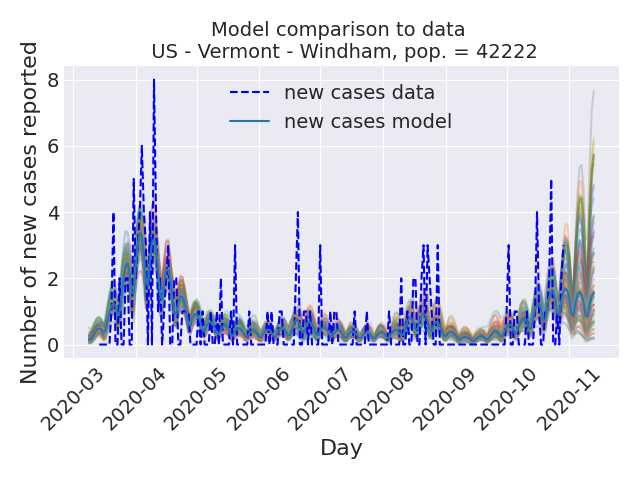 Model comparison to data
US - Vermont - Windham, pop. = 42222
Number of new cases reported
8
6
4
2
0
new cases data
new cases model
2020-03
2020-04
2020-05
2020-06
2020-07
2020-08
2020-09
2020-10
2020-11
Day